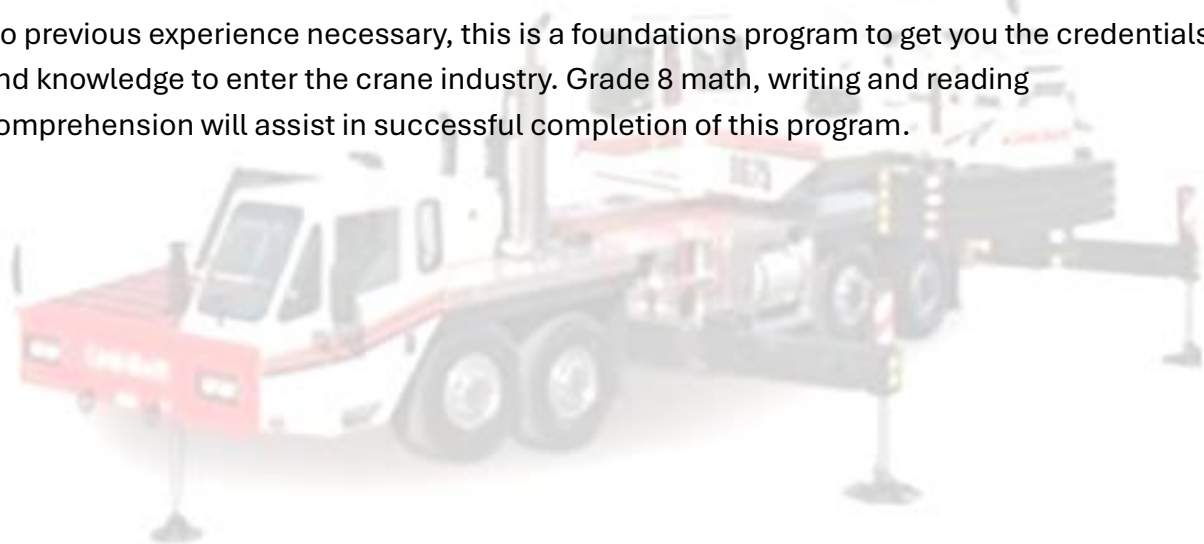 o previous experience necessary, this is a foundations program to get you the credentials
nd knowledge to enter the crane industry. Grade 8 math, writing and reading
omprehension will assist in successful completion of this program.